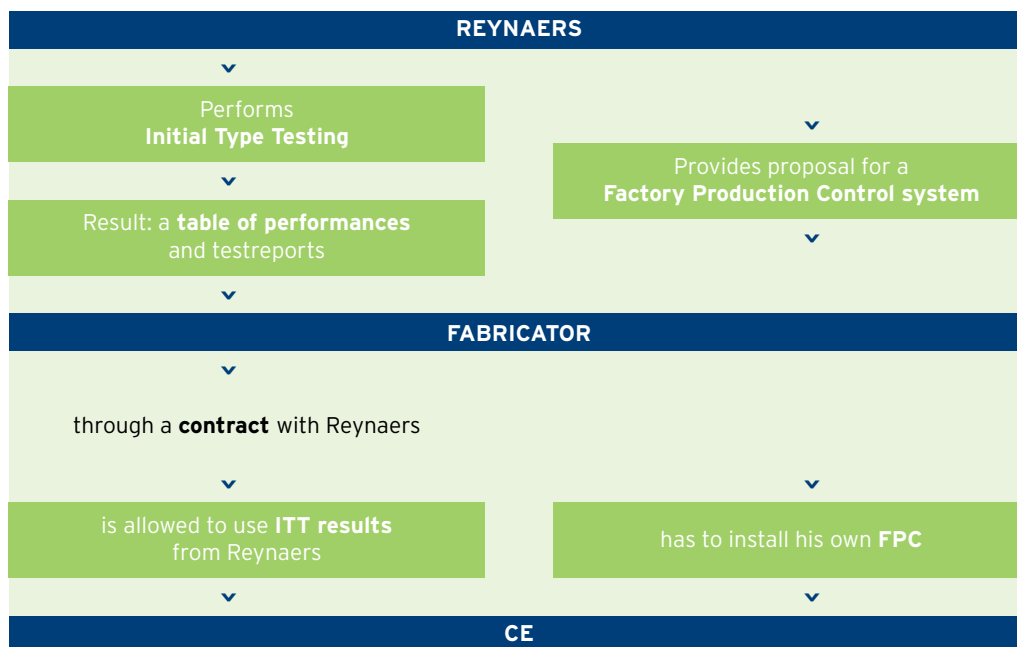 REYNAERS
Performs
Initial Type Testing
Result: a table of performances
and testreports
Provides proposal for a
Factory Production Control system
FABRICATOR
through a contract with Reynaers
is allowed to use ITT results
from Reynaers
has to install his own FPC
CE